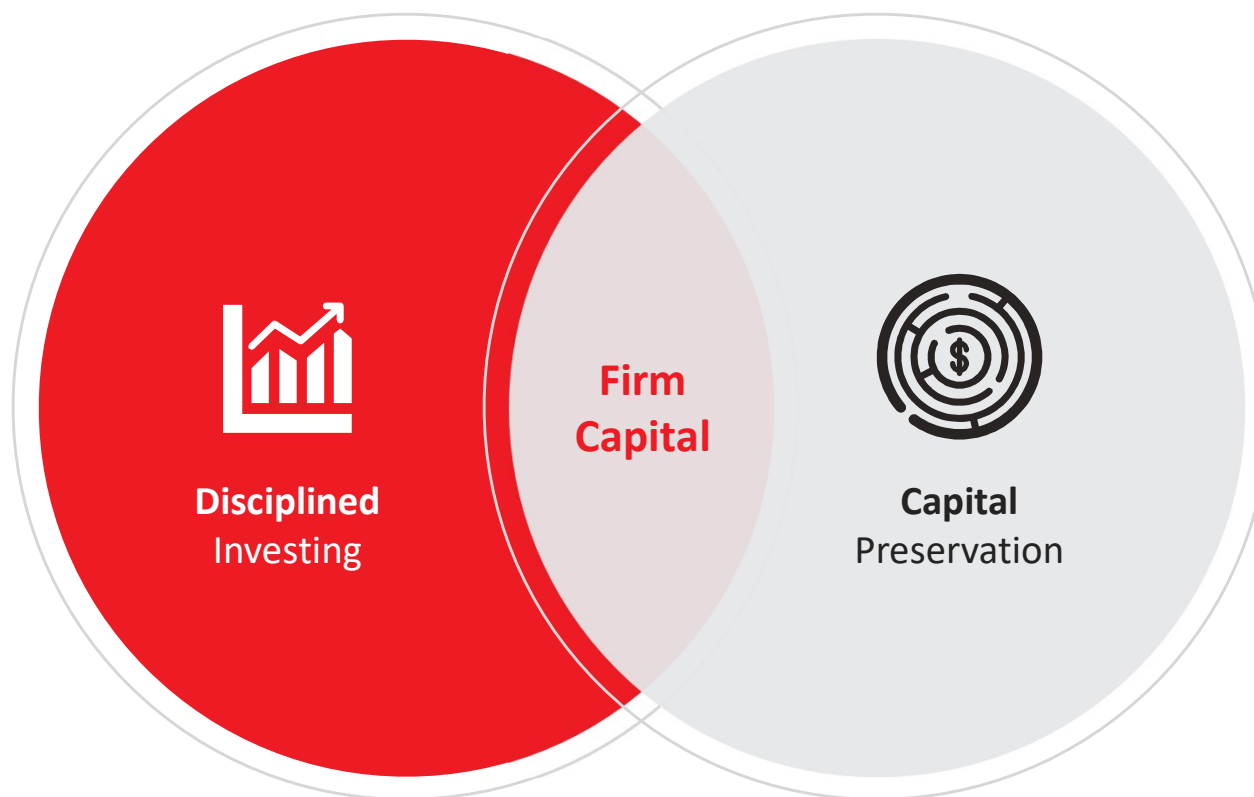 Firm
Capital
Disciplined
Investing
Capital
Preservation
$